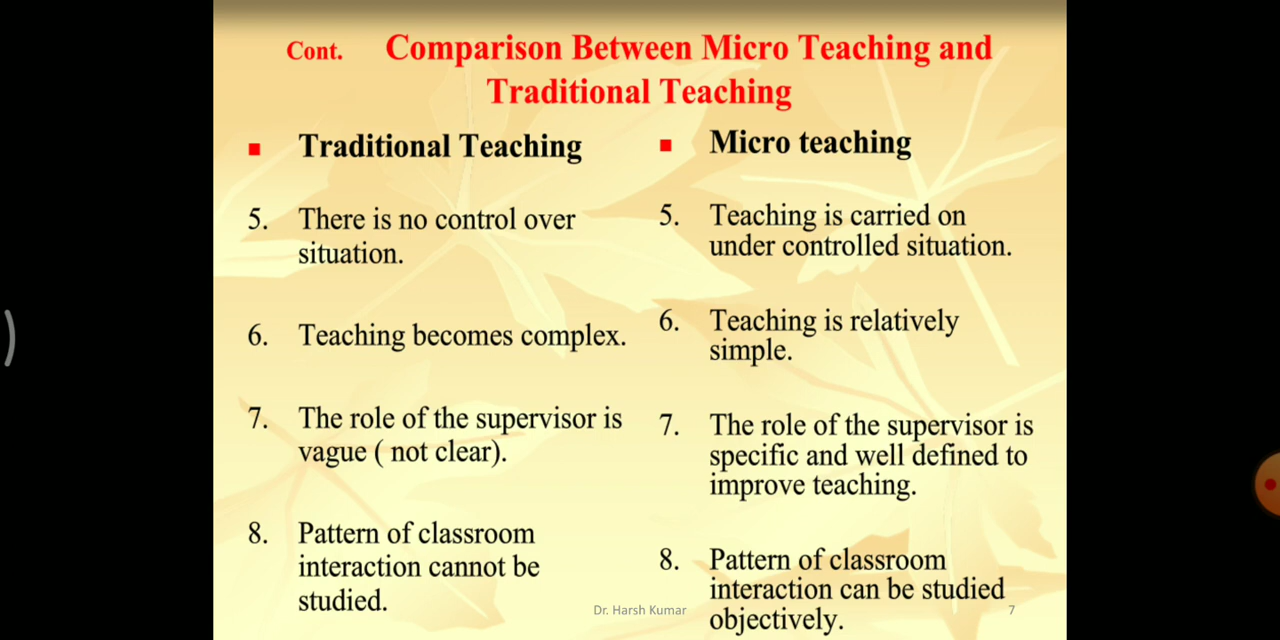 Cont. Comparison Between Micro Teaching and
Traditional Teaching
Traditional Teaching
5. There is no control over
situation.
6. Teaching becomes complex.
7. The role of the supervisor is
vague ( not clear).
8. Pattern of classroom
interaction cannot be
studied.
Micro teaching
5. Teaching is carried on
under controlled situation.
6. Teaching is relatively
simple.
7. The role of the supervisor is
specific and well defined to
improve teaching.
8. Pattern of classroom
interaction can be studied
objectively.
Dr. Harsh Kumar
7